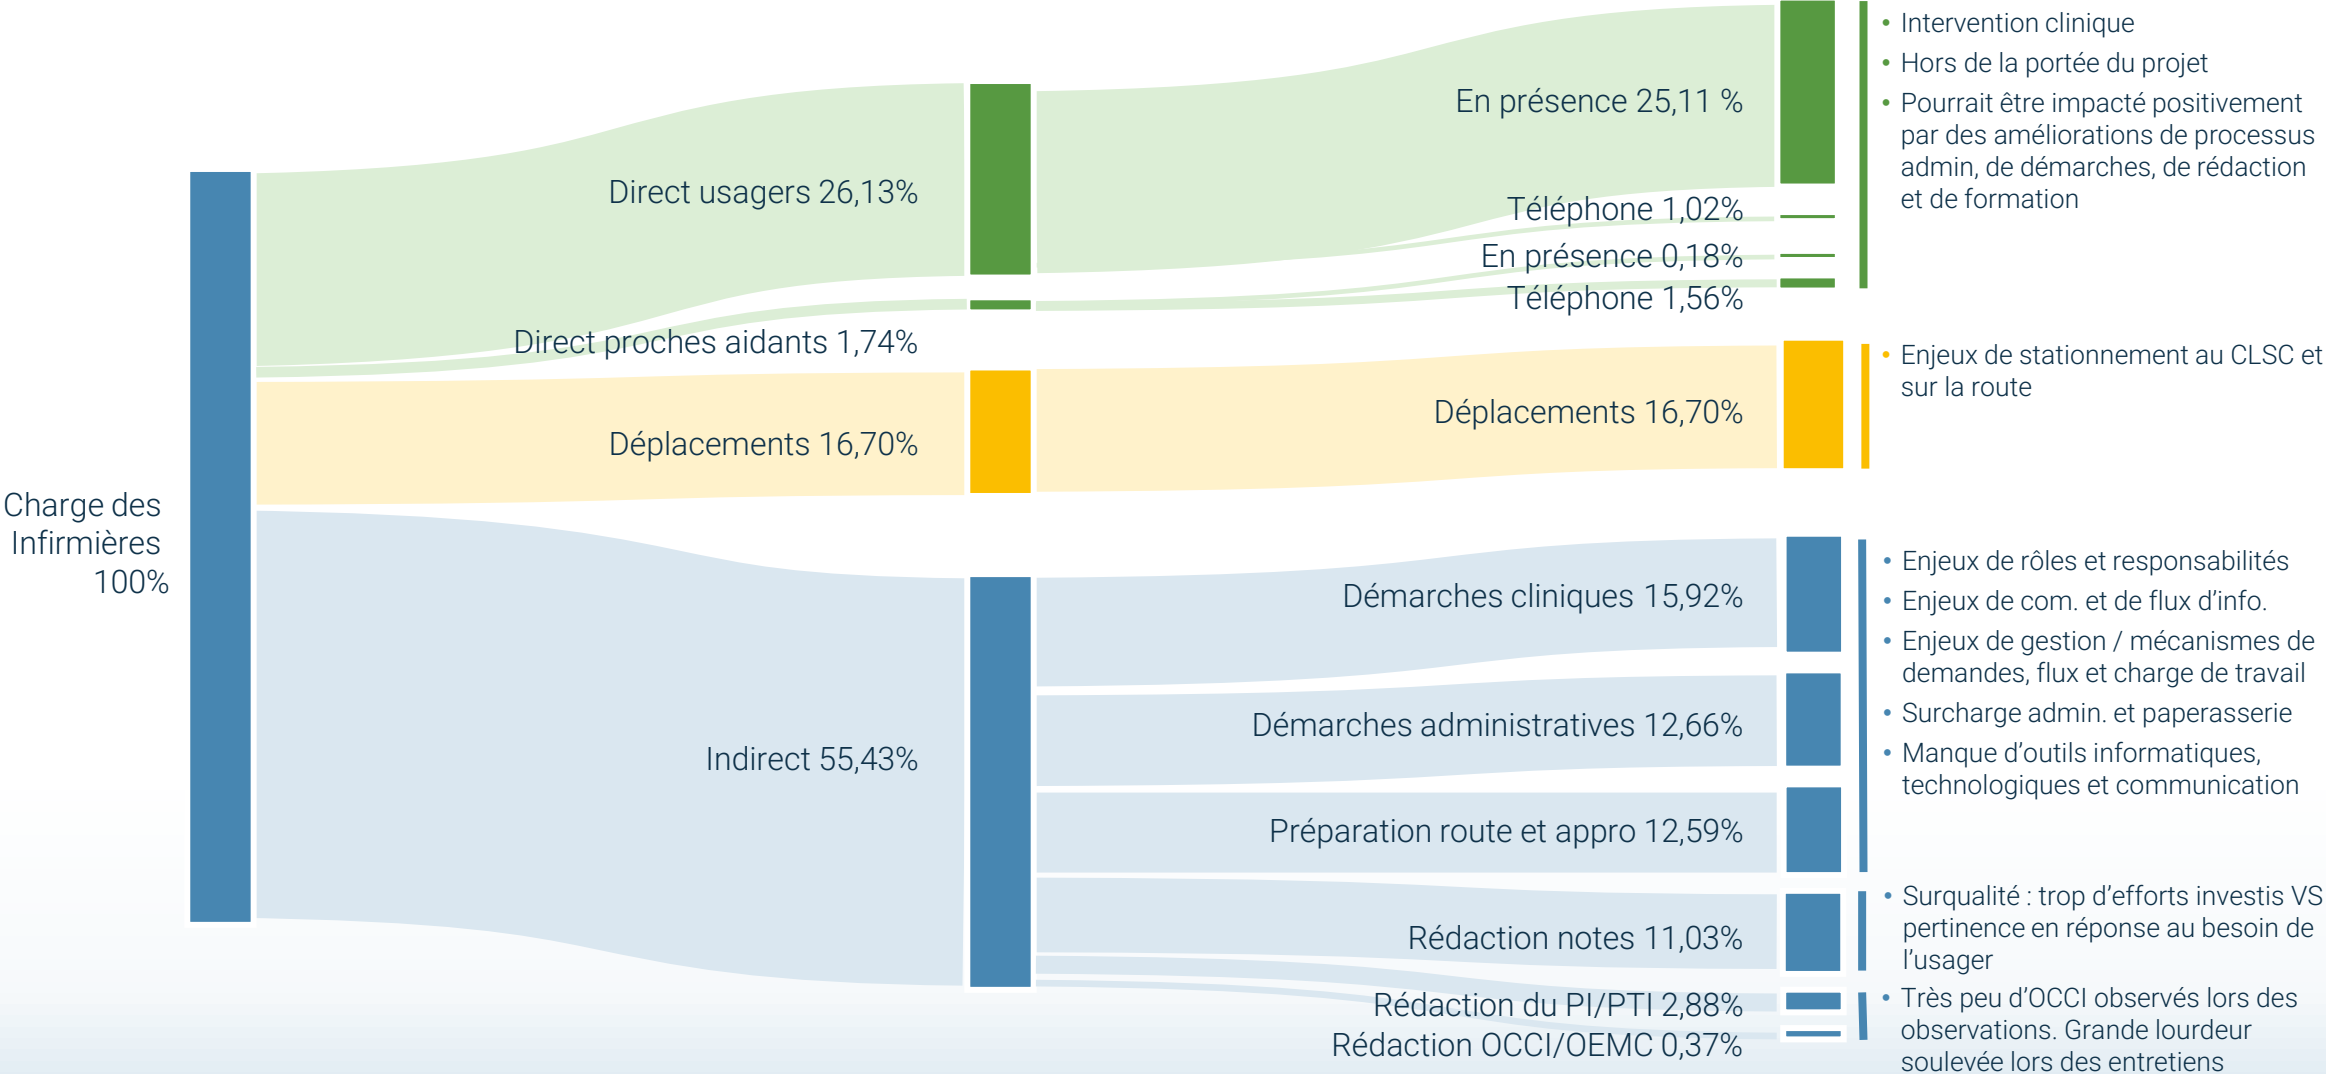 Charge des
Infirmières
100%
Direct usagers 26,13%
Direct proches aidants 1,74%
Déplacements 16,70%
Indirect 55,43%
En présence 25,11 %
Téléphone 1,02%
En présence 0,18%
Téléphone 1,56%
Déplacements 16,70%
Démarches cliniques 15,92%
Démarches administratives 12,66%
Préparation route et appro 12,59%
Rédaction notes 11,03%
Rédaction du PI/PTI 2,88%
Rédaction OCCI/OEMC 0,37%
• Intervention clinique
• Hors de la portée du projet
• Pourrait être impacté positivement
par des améliorations de processus
admin, de démarches, de rédaction
et de formation
• Enjeux de stationnement au CLSC et
sur la route
• Enjeux de rôles et responsabilités
• Enjeux de com. et de flux d’info.
• Enjeux de gestion / mécanismes de
demandes, flux et charge de travail
• Surcharge admin. et paperasserie
• Manque d’outils informatiques,
technologiques et communication
• Surqualité : trop d’efforts investis VS
pertinence en réponse au besoin de
l’usager
• Très peu d’OCCI observés lors des
observations. Grande lourdeur
soulevée lors des entretiens